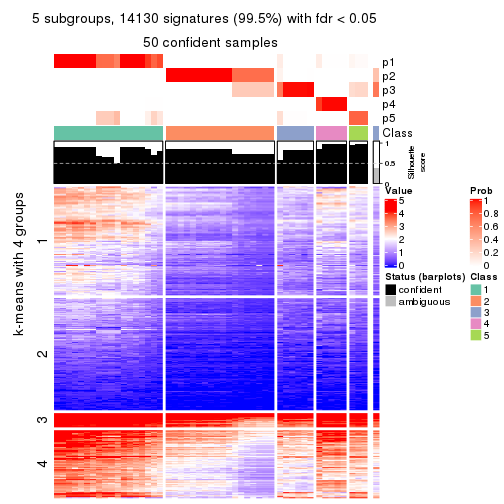 5 subgroups, 14130 signatures (99.5%) with fdr < 0.05
50 confident samples
p1
p2
p3
p4
p5
Class
1
0.5
0
Silhouette
score
k-means with 4 groups
1
2
3
4
Value
5
4
3
2
1
0
Prob
1
0.8
0.6
0.4
0.2
0
Status (barplots)
confident
ambiguous
Class
1
2
3
4
5